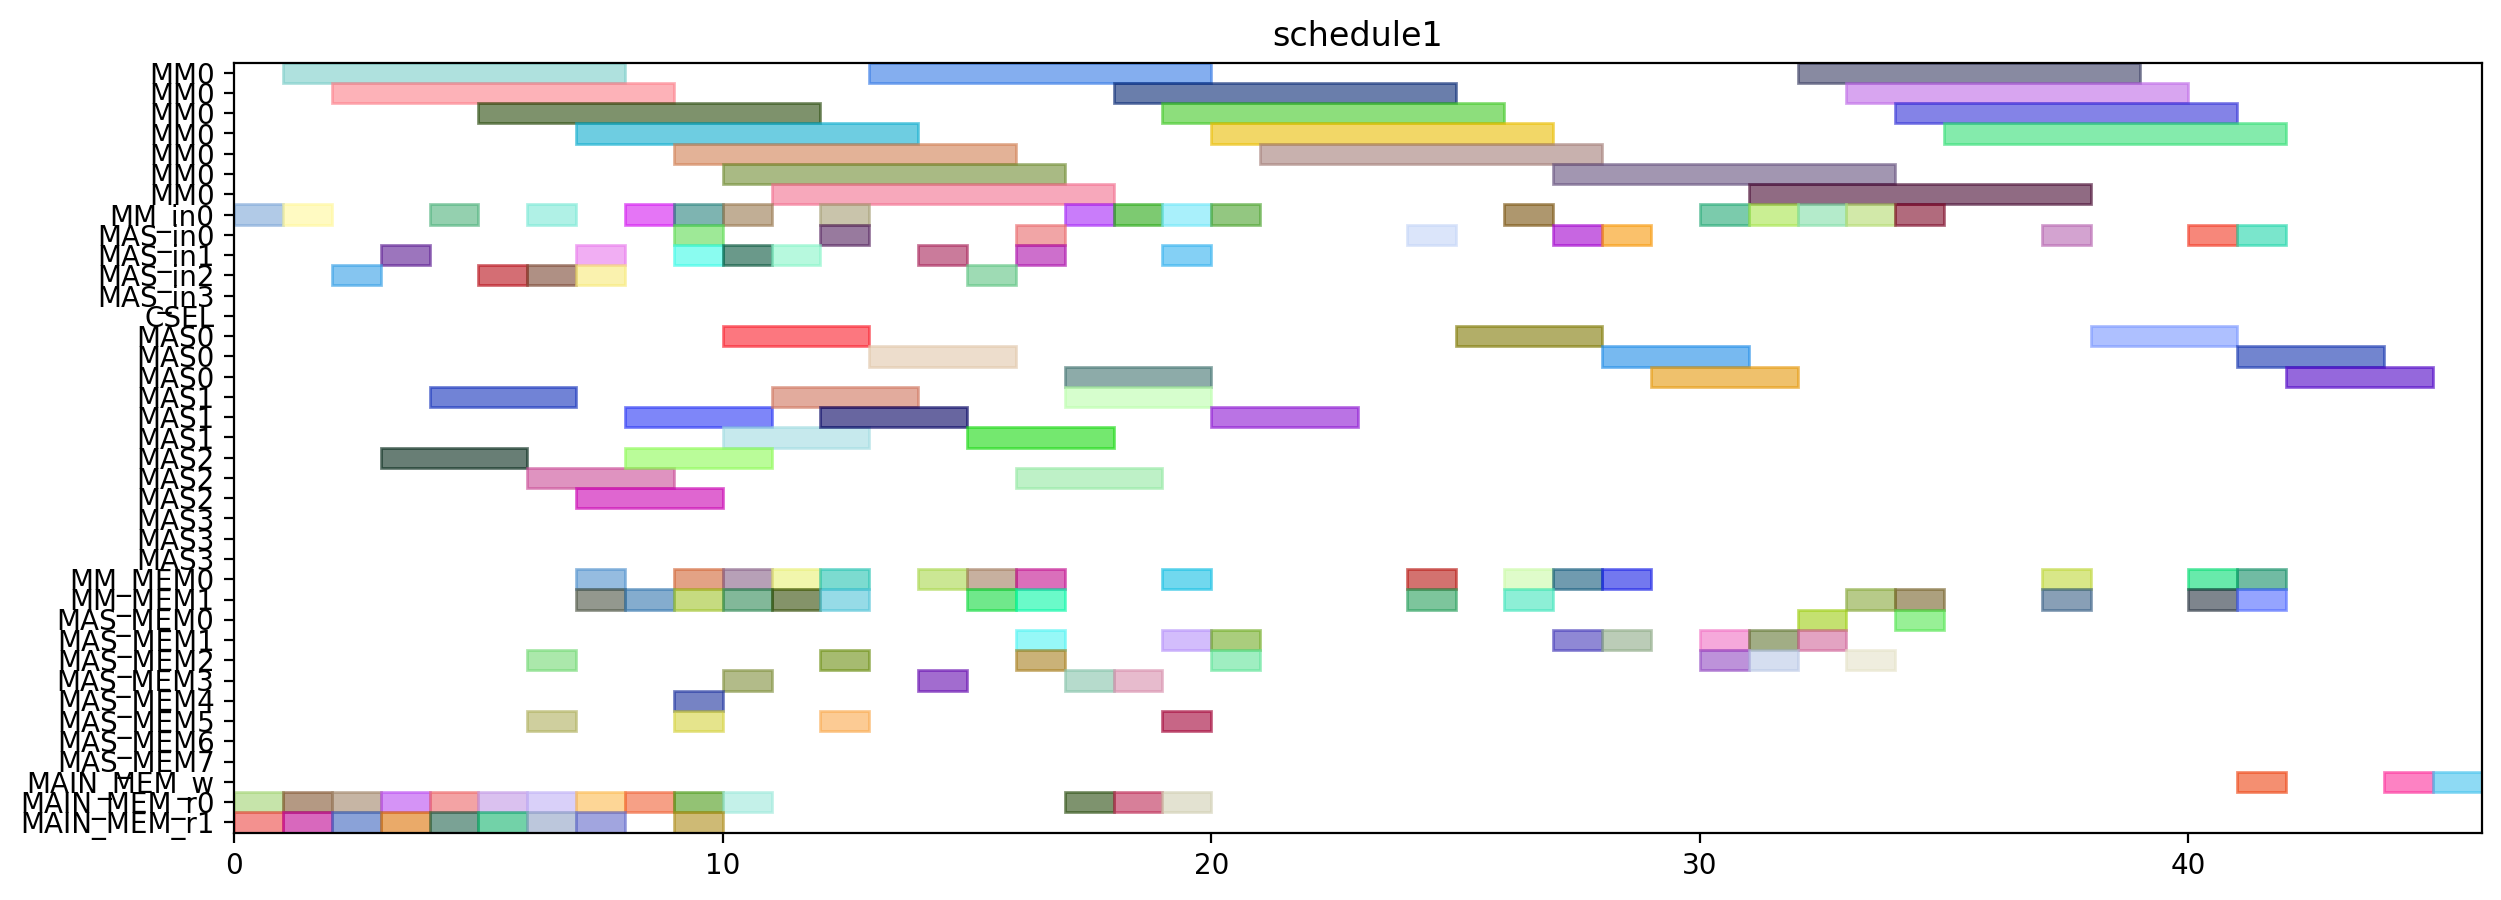 schedule1
MM0
MM0
MM0
MM0
MM0
MM0
MM0
MM_in0
MAS_in0
MAS_in1
MAS_in2
MAS_in3
CSEL
MAS0
MAS0
MAS0
MAS1
MAS1
MAS1
MAS2
MAS2
MAS2
MAS3
MAS3
MAS3
MM_MEM0
MM_MEM1
MAS_MEM0
MAS_MEM1
MAS_MEM2
MAS_MEM3
MAS_MEM4
MAS_MEM5
MAS_MEM6
MAS_MEM7
MAIN_MEM_w
MAIN_MEM_r0
MAIN_MEM_r1
0 10 20 30 40